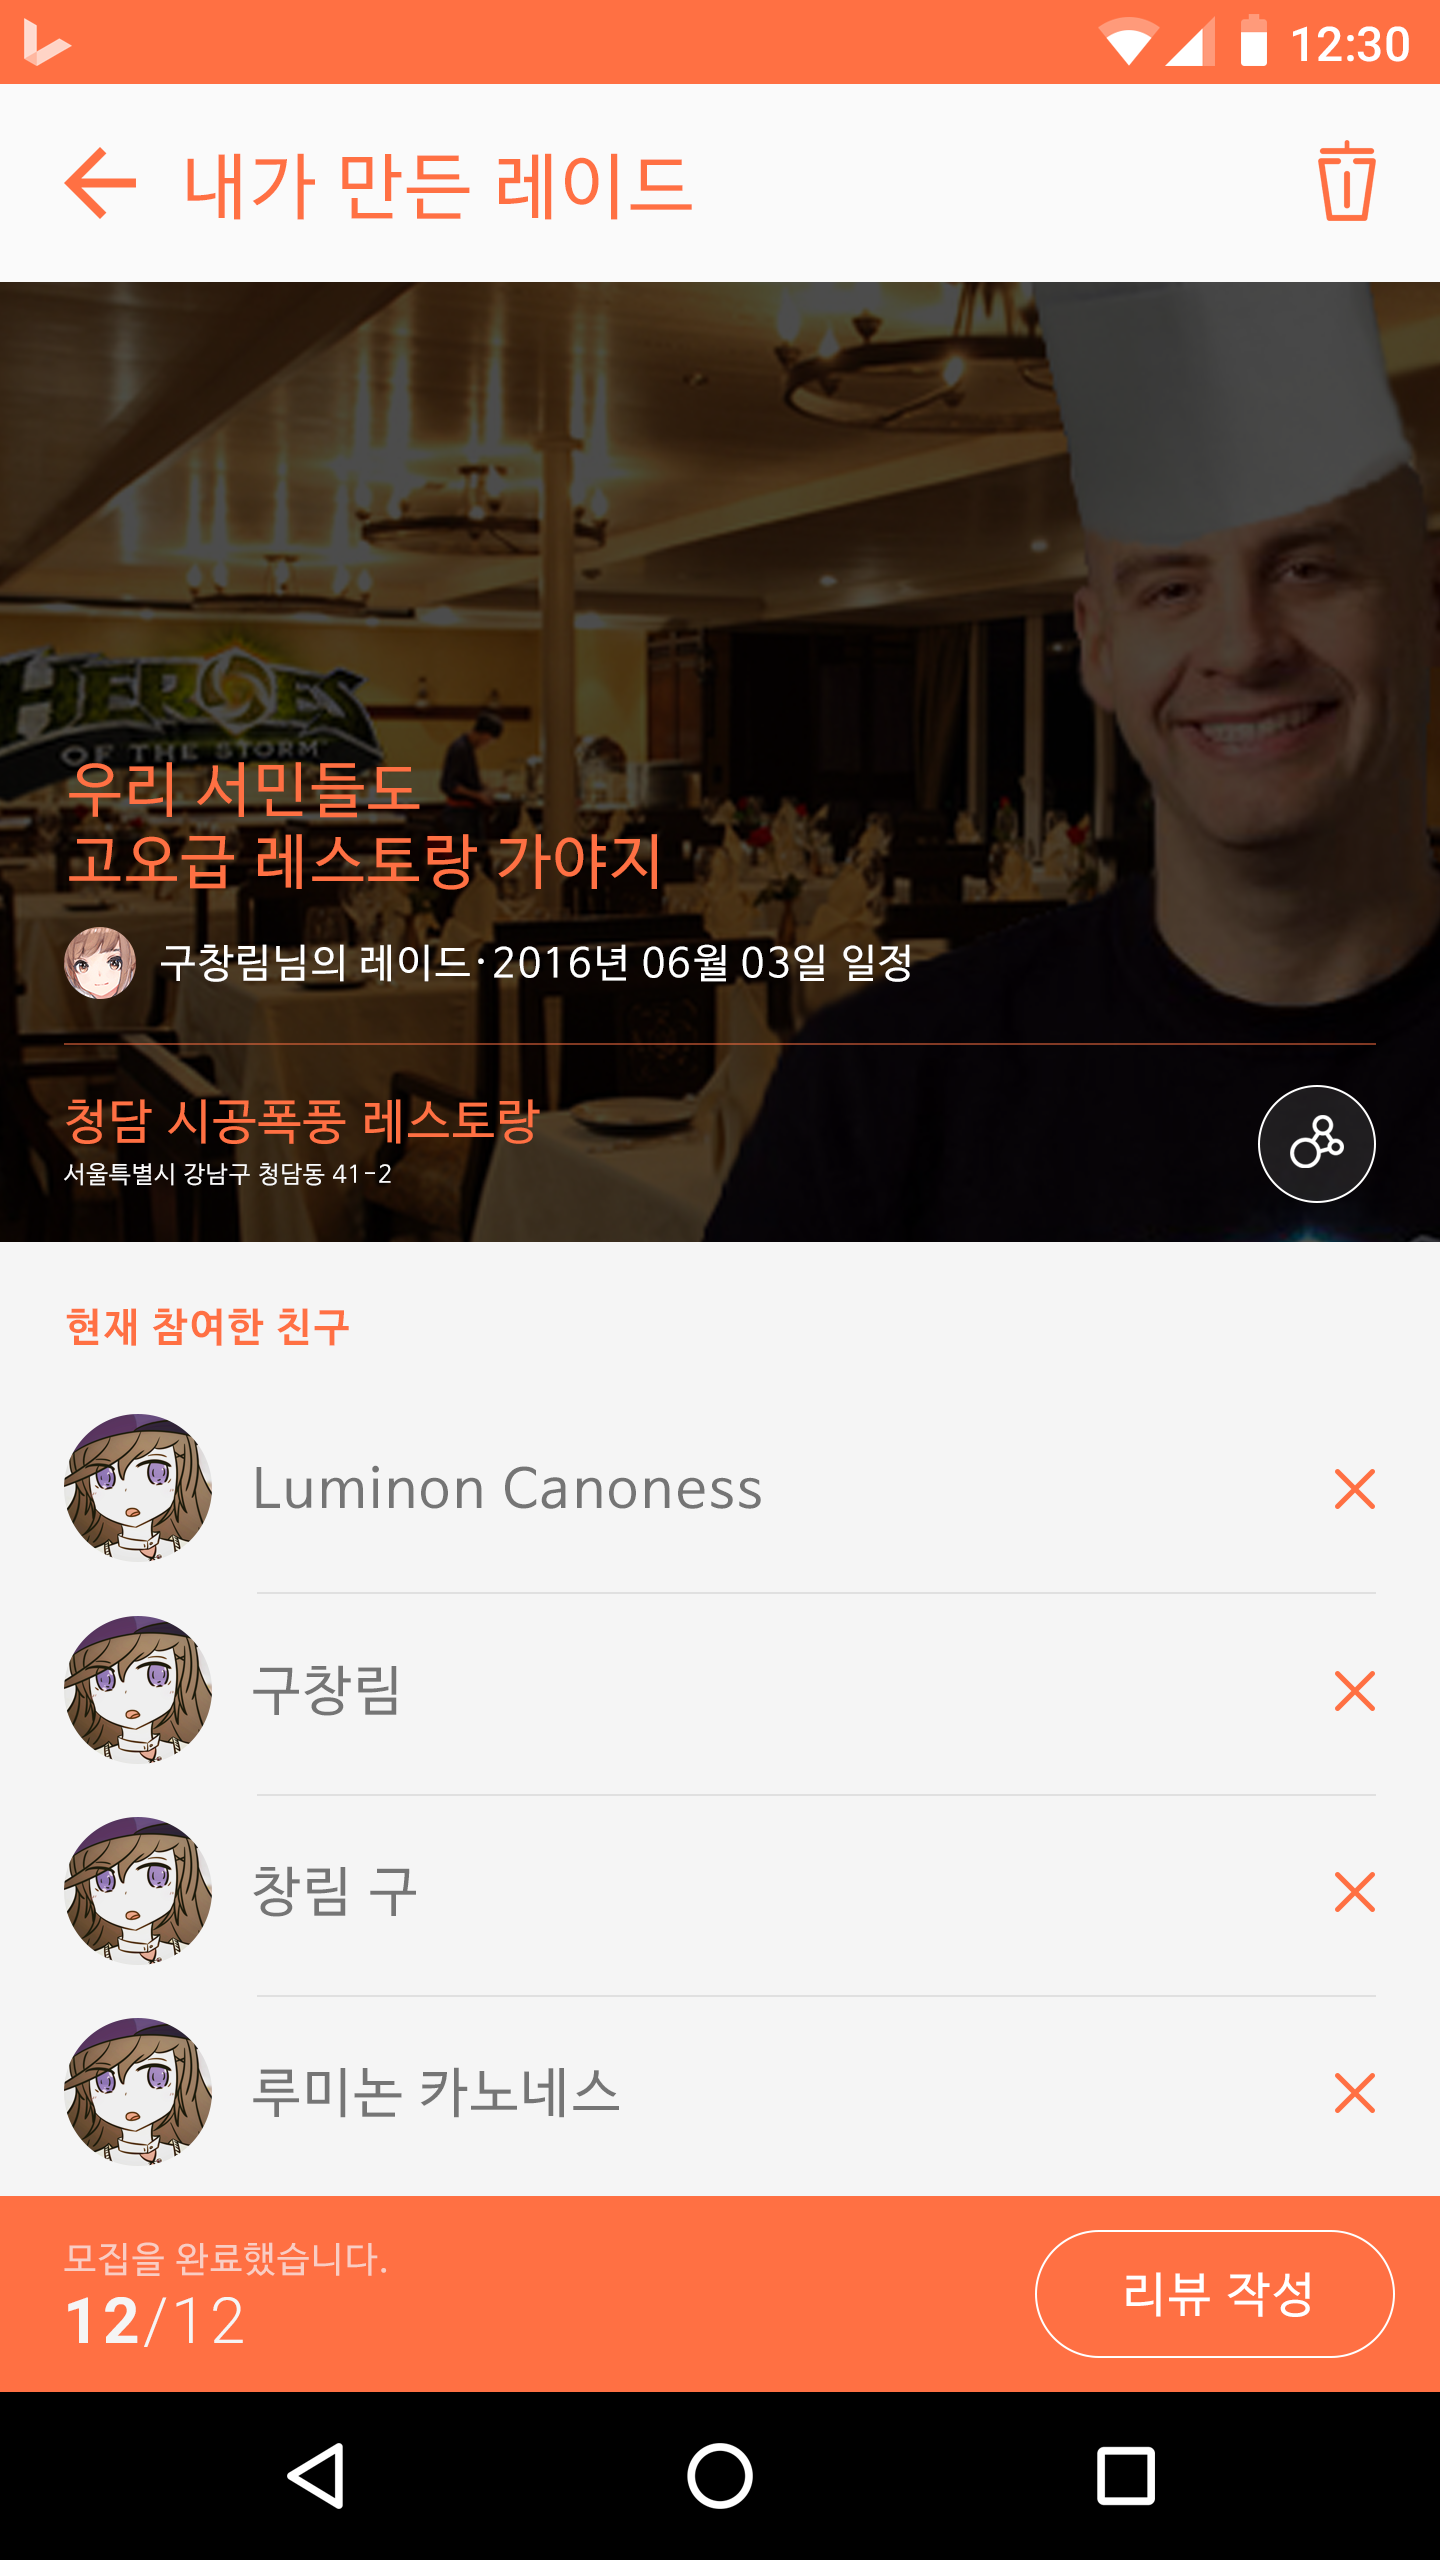 12:30
내가 만든 레이드
HEROES
OF THE STORM
우리 서민들도
고오급 레스토랑 가야지
구창림님의 레이드·2016년 06월 03일 일정
청담 시공폭풍 레스토랑
서울특별시 강남구 청담동 41-2
현재 참여한 친구
Luminon Canoness
구창림
창림 구
루미논 카노네스
모집을 완료했습니다.
12/12
리뷰 작성